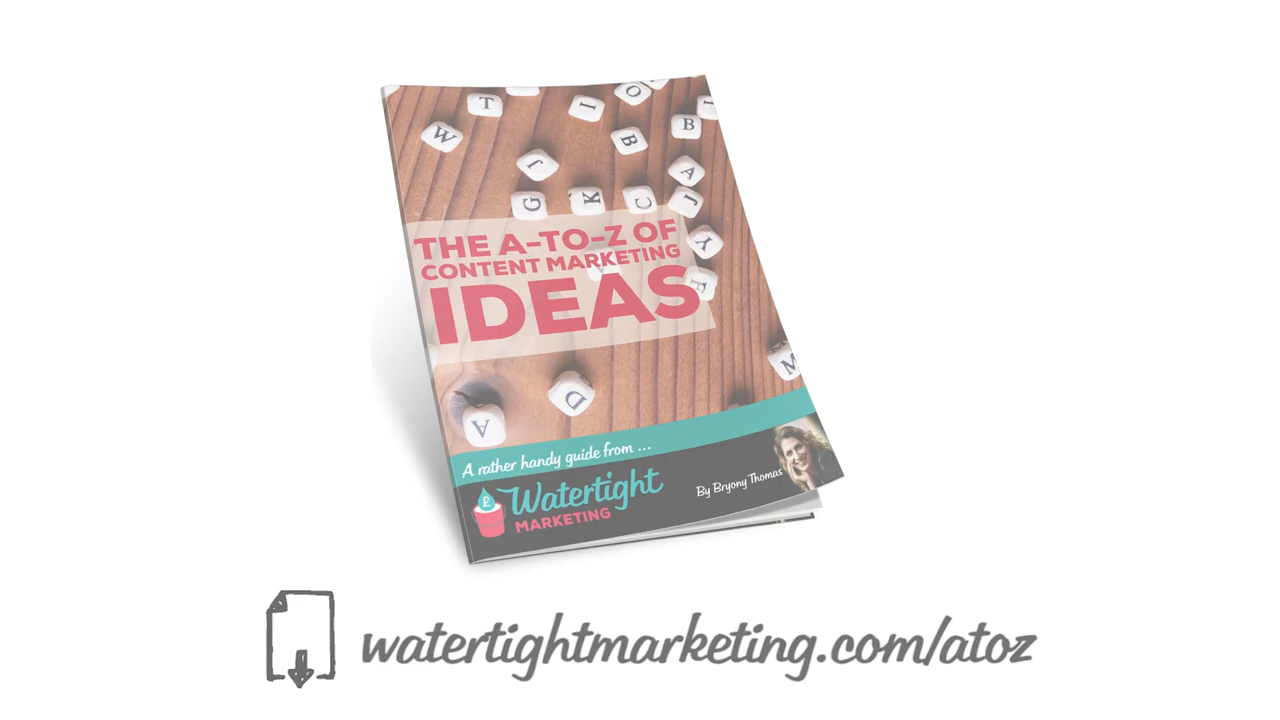 W
T
I
O
I
B
B
J
A
G
K
C
J
Y
E
THE A-TO-Z OF
CONTENT MARKETING
IDEAS
M
D
A
A rather handy guide from ...
£
Watertight
MARKETING
By Bryony Thomas
watertightmarketing.com/atoz